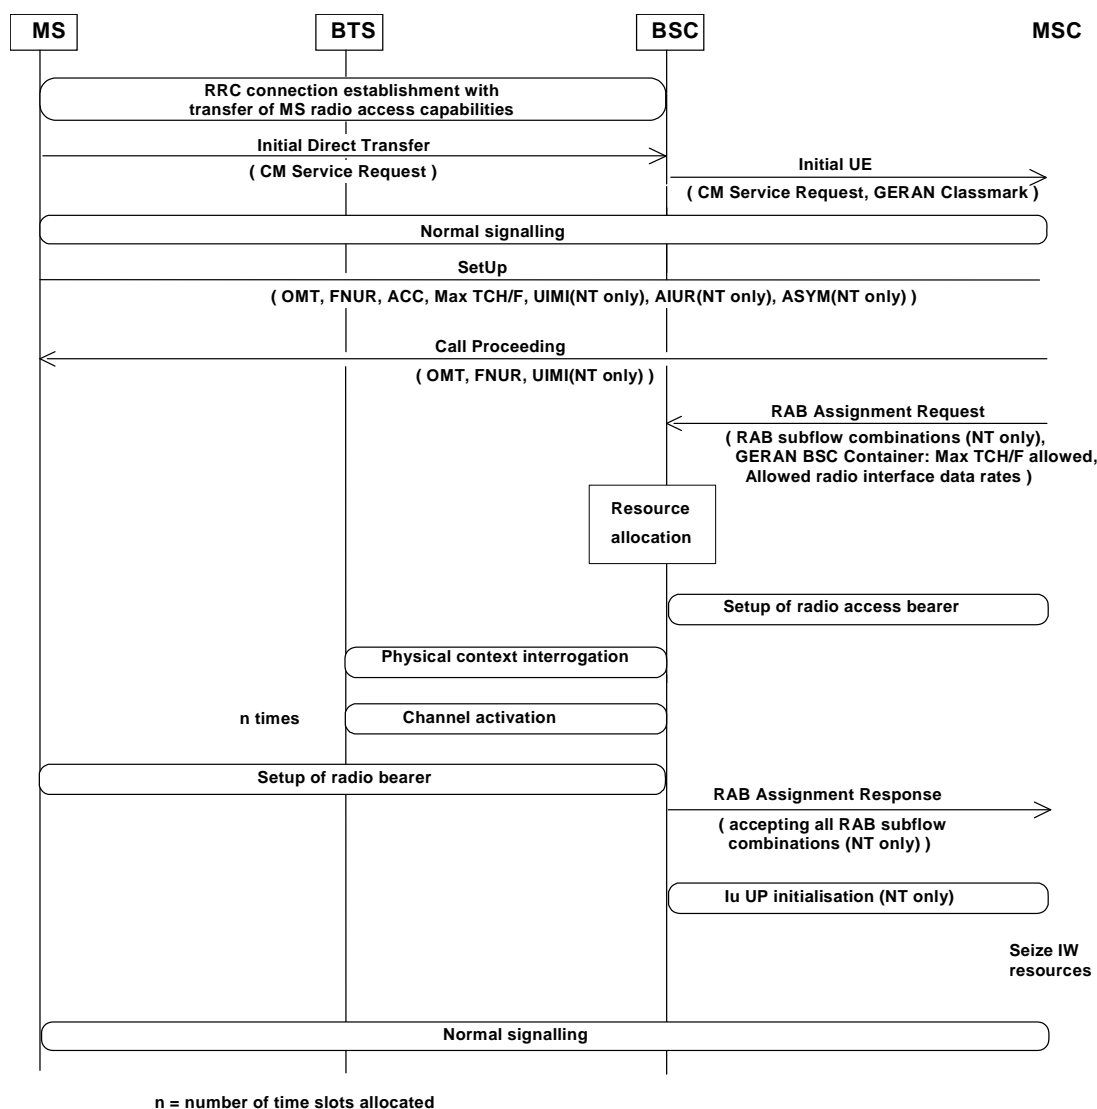 MS BTS BSC MSC
RRC connection establishment with
transfer of MS radio access capabilities
Initial Direct Transfer
( CM Service Request )
Initial UE
( CM Service Request, GERAN Classmark )
Normal signalling
SetUp
( OMT, FNUR, ACC, Max TCH/F, UIMI(NT only), AIUR(NT only), ASYM(NT only) )
Call Proceeding
( OMT, FNUR, UIMI(NT only) )
RAB Assignment Request
( RAB subflow combinations (NT only),
GERAN BSC Container: Max TCH/F allowed,
Allowed radio interface data rates )
Resource
allocation
Setup of radio access bearer
Physical context interrogation
n times
Channel activation
Setup of radio bearer
RAB Assignment Response
( accepting all RAB subflow
combinations (NT only) )
Iu UP initialisation (NT only)
Seize IW
resources
Normal signalling
n = number of time slots allocated